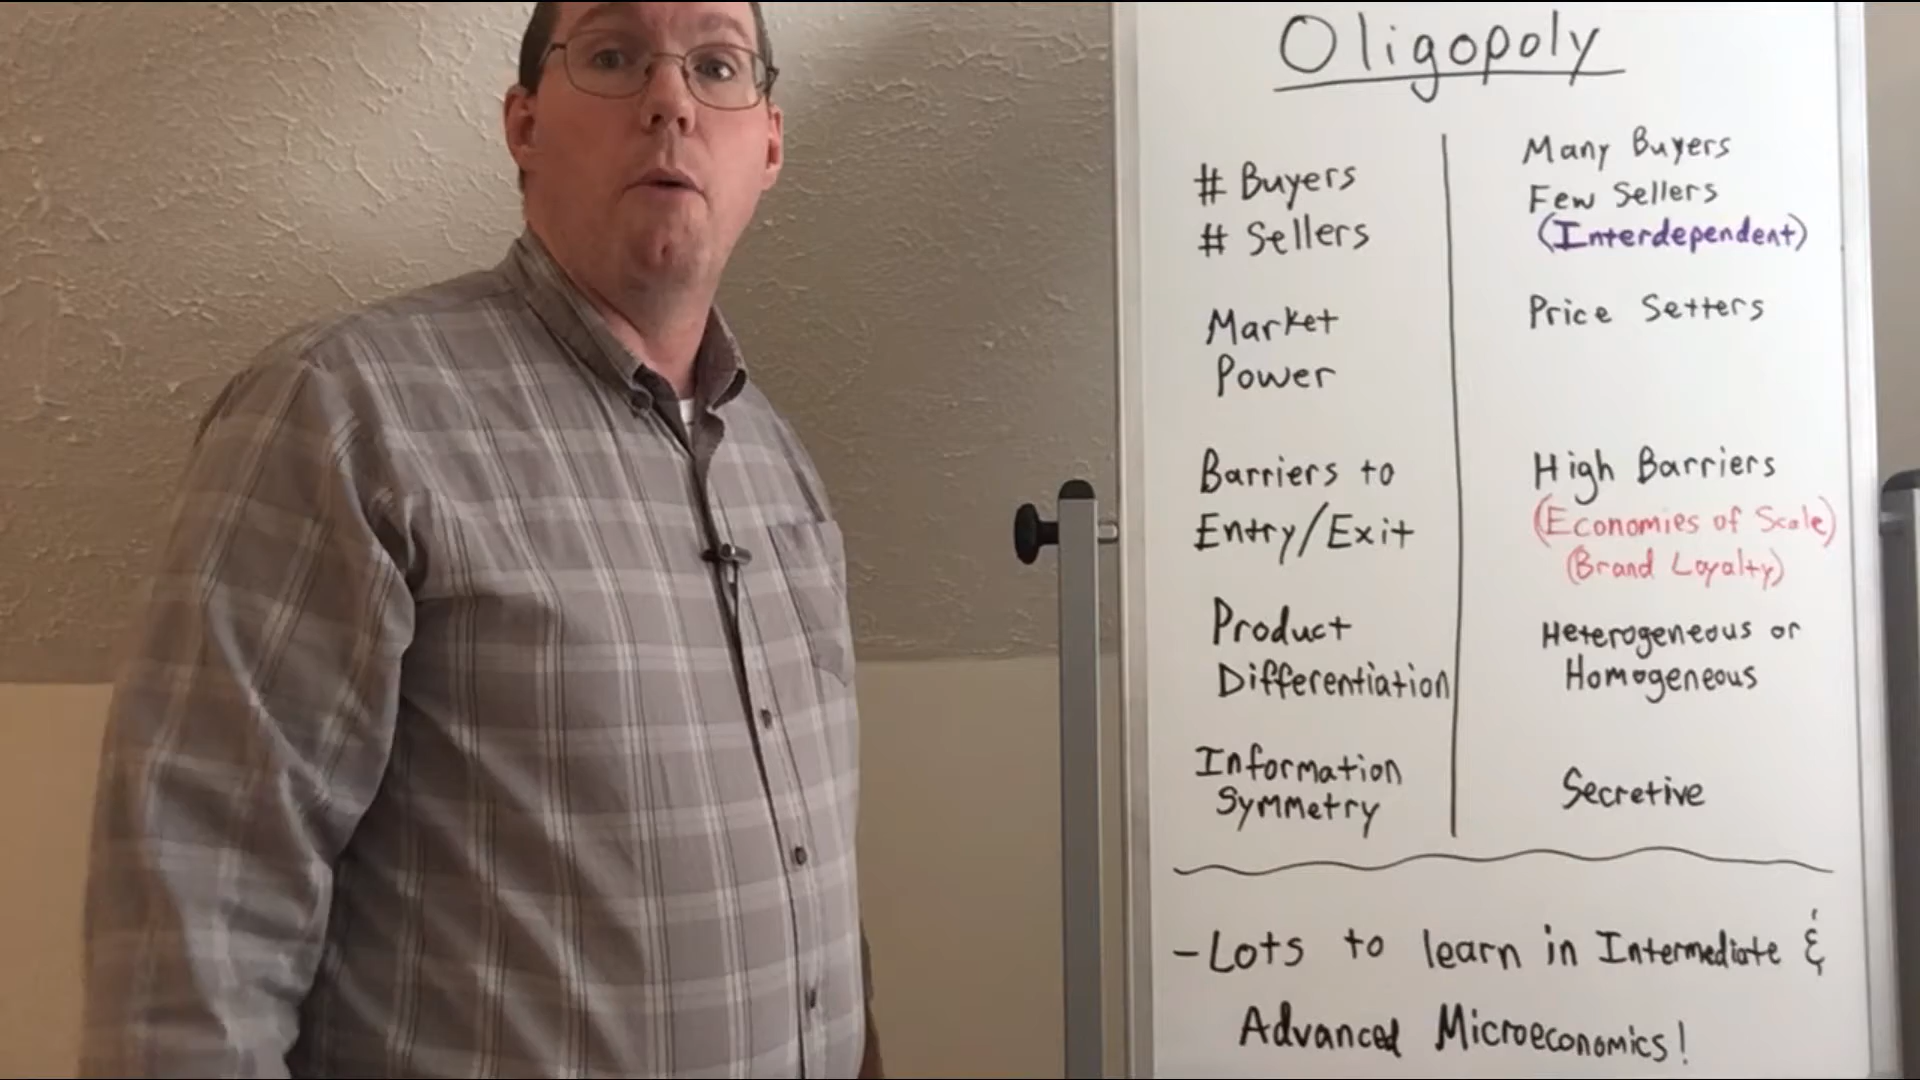 Oligopoly
# Buyers
# Sellers
Many Buyers
Few Sellers
(Interdependent)
Market
Power
Price Setters
Barriers to
Entry/Exit
High Barriers
(Economies of Scale)
(Brand Loyalty)
Product
Differentiation
Heterogeneous or
Homogeneous
Information
Symmetry
Secretive
- Lots to learn in Intermediate &
Advanced Microeconomics!